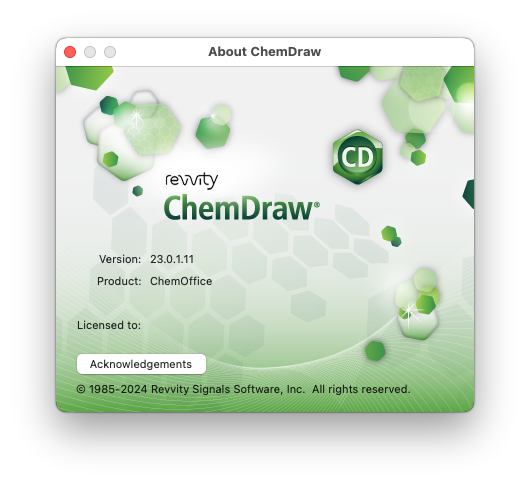 About ChemDraw
CD
revvity
ChemDraw®
Version: 23.0.1.11
Product: ChemOffice
Licensed to:
Acknowledgements
© 1985-2024 Revvity Signals Software, Inc. All rights reserved.